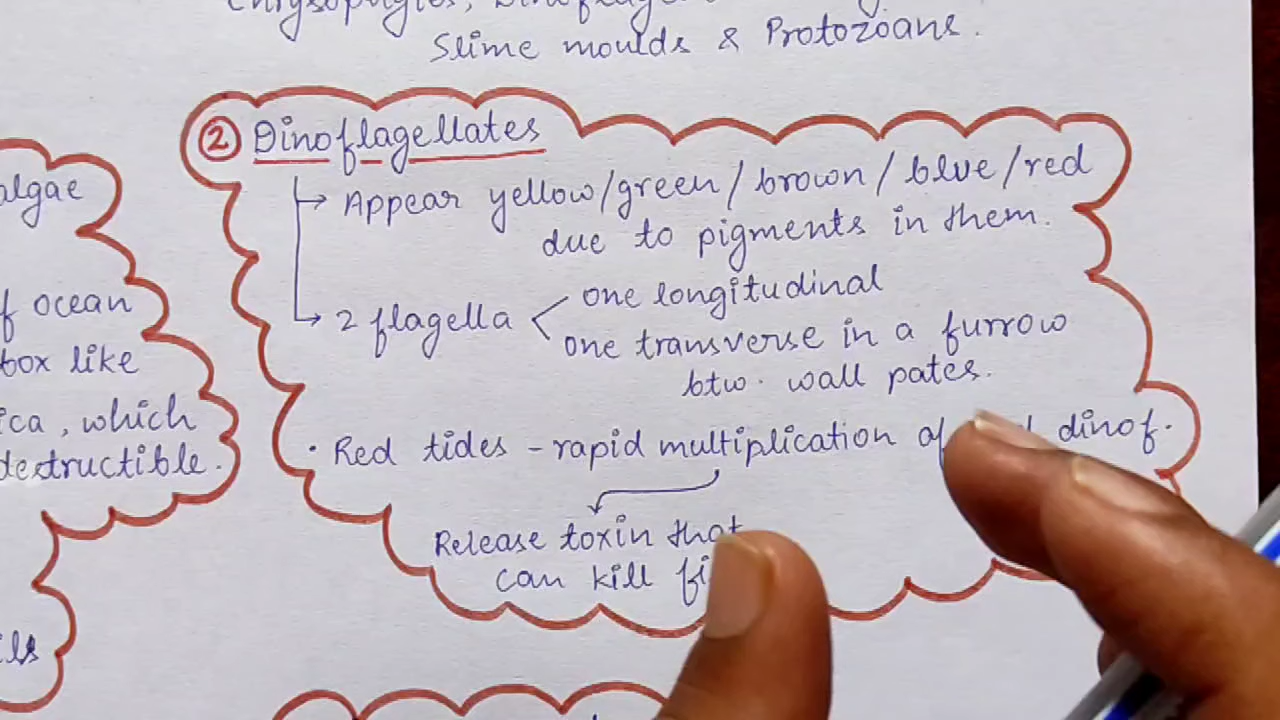 Slime moulds & Protozoans.
② Dinoflagellates
Appear yellow/green/brown/blue/red
due to pigments in them.
2 flagella
one longitudinal
one transverse in a furrow
btw. wall pates.
· Red tides - rapid multiplication of dinof.
Release toxin that
can kill
algae
of ocean
box like
ica, which
destructible.